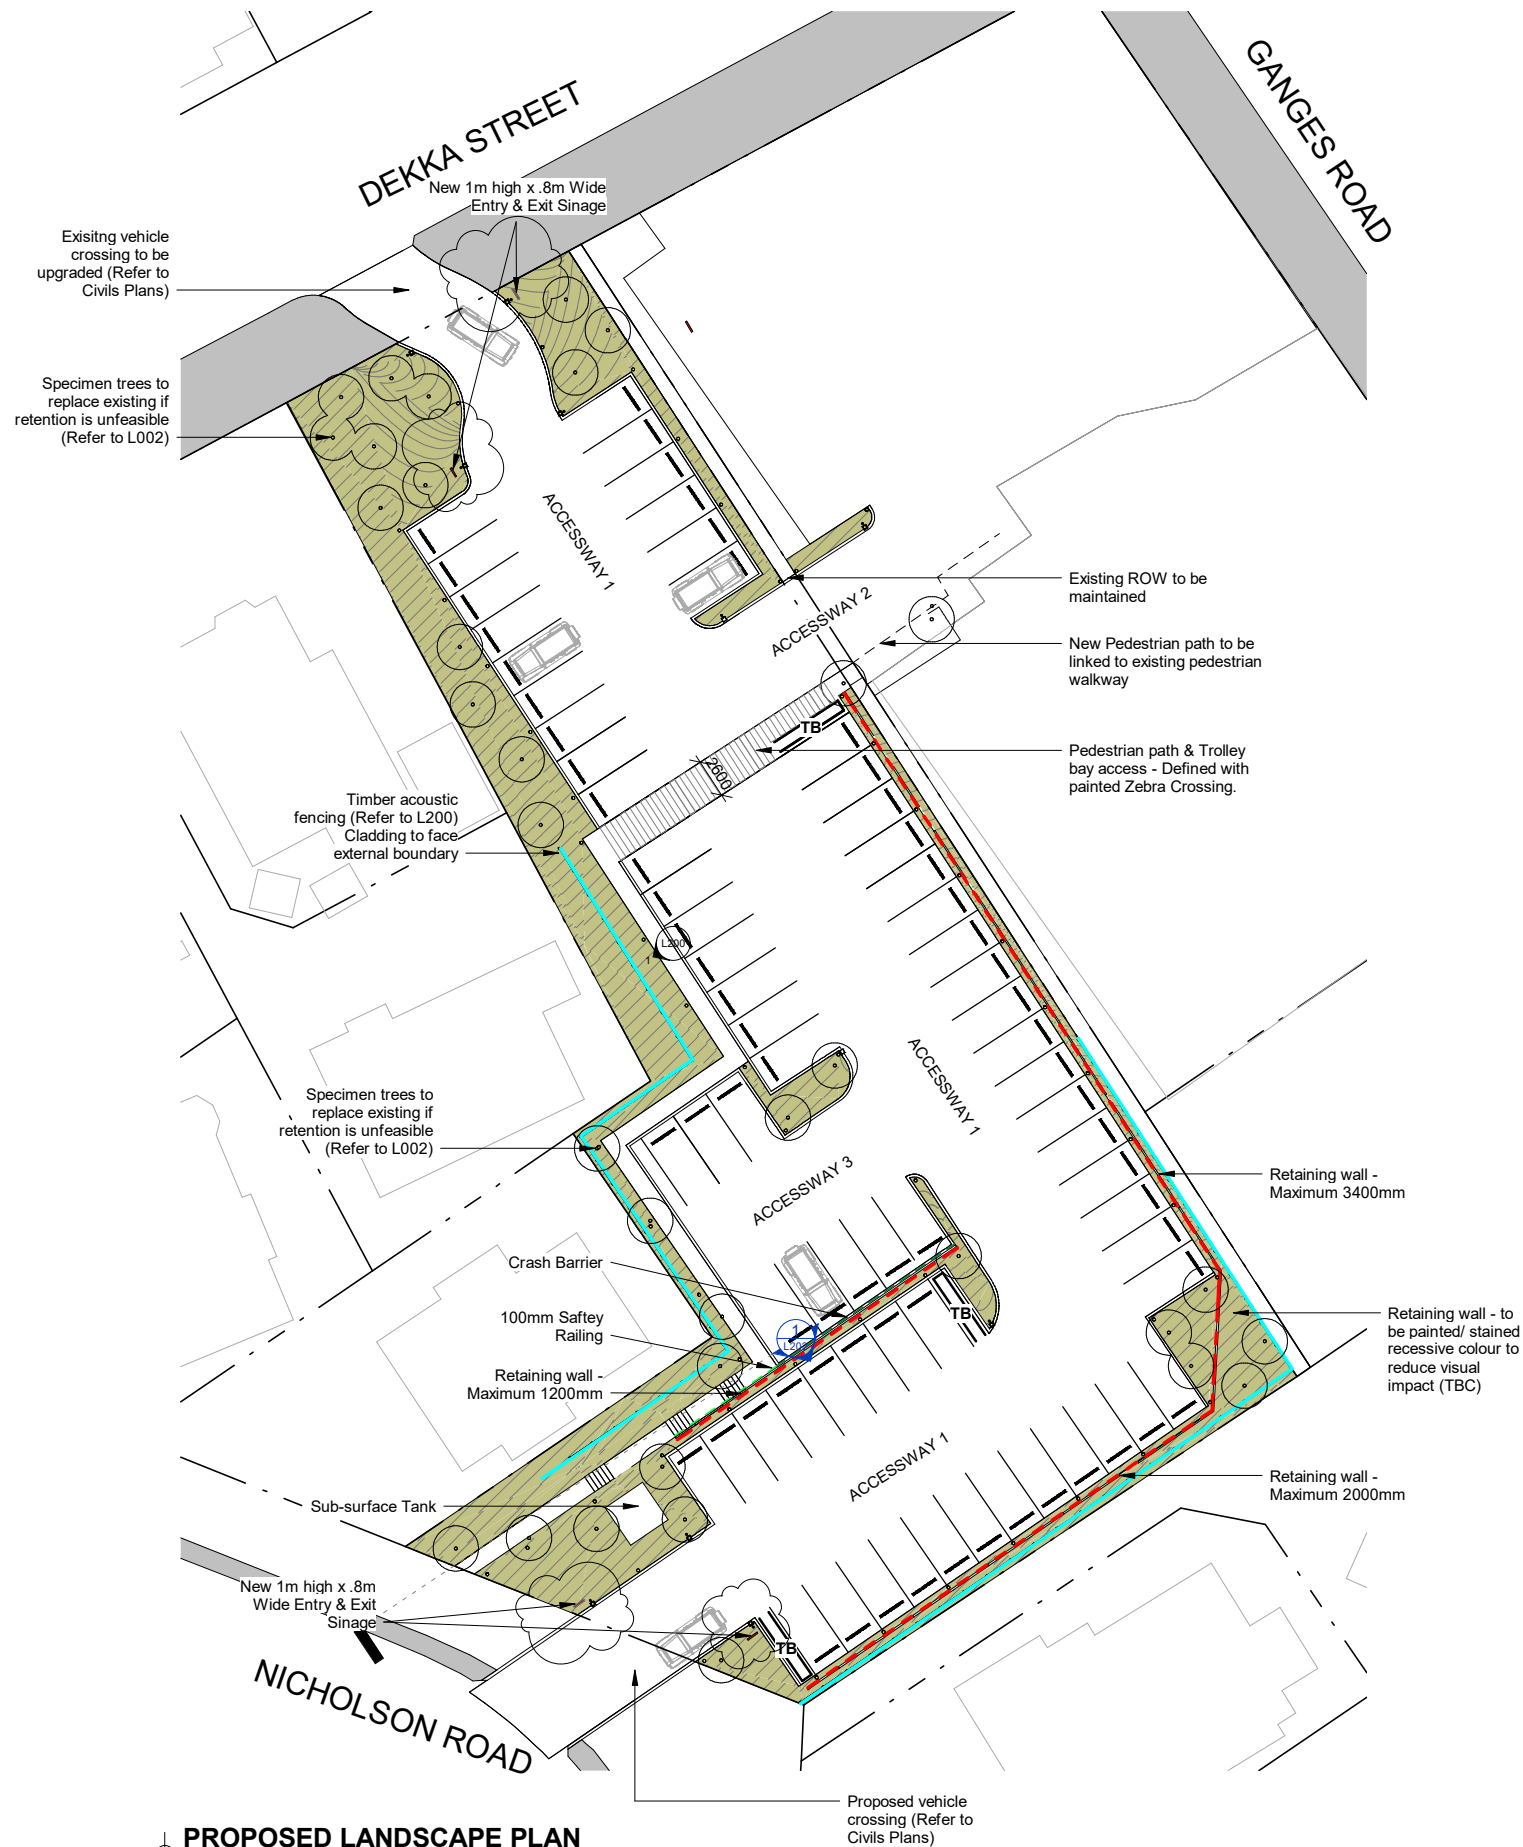 GANGES ROAD
DEKKA STREET
New 1m high x .8m Wide
Entry & Exit Sinage
Exisitng vehicle
crossing to be
upgraded (Refer to
Civils Plans)
Specimen trees to
replace existing if
retention is unfeasible
(Refer to L002)
ACCESSWAY 1
Existing ROW to be
maintained
ACCESSWAY 2
New Pedestrian path to be
linked to existing pedestrian
walkway
TB
Pedestrian path & Trolley
bay access - Defined with
painted Zebra Crossing.
2600
Timber acoustic
fencing (Refer to L200)
Cladding to face
external boundary
L200
1
ACCESSWAY 1
Specimen trees to
replace existing if
retention is unfeasible
(Refer to L002)
ACCESSWAY 3
Retaining wall -
Maximum 3400mm
Crash Barrier
100mm Saftey
Railing
1
TB
Retaining wall - to
be painted/ stained
recessive colour to
reduce visual
impact (TBC)
Retaining wall -
Maximum 1200mm
ACCESSWAY 1
Retaining wall -
Maximum 2000mm
Sub-surface Tank
New 1m high x .8m
Wide Entry & Exit
Sinage
TB
NICHOLSON ROAD
Proposed vehicle
crossing (Refer to
Civils Plans)
PROPOSED LANDSCAPE PLAN